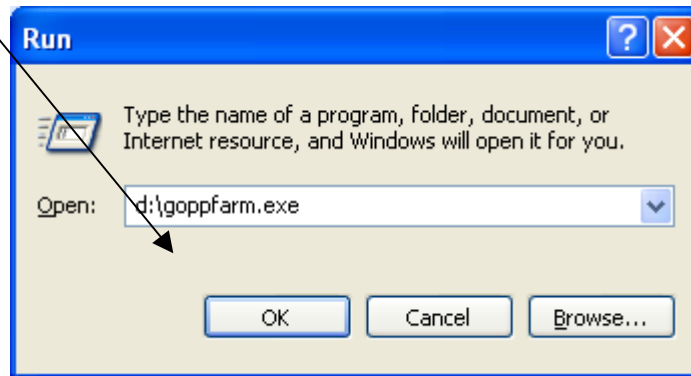 Run
Type the name of a program, folder, document, or
Internet resource, and Windows will open it for you.
Open: d:\goppfarm.exe
OK Cancel Browse...